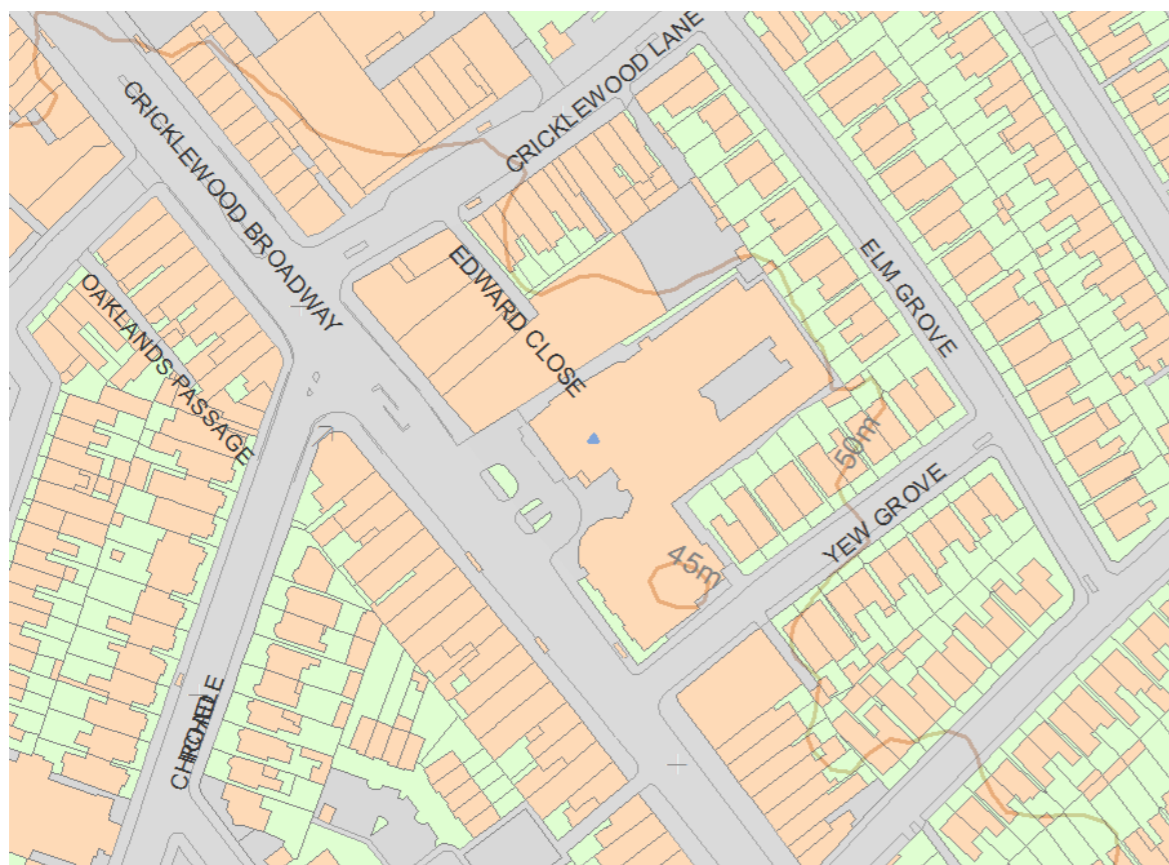 CRICKLEWOOD LANE
CRICKLEWOOD BROADWAY
ELM GROVE
EDWARD CLOSE
OAKLANDS PASSAGE
50m
YEW GROVE
45m